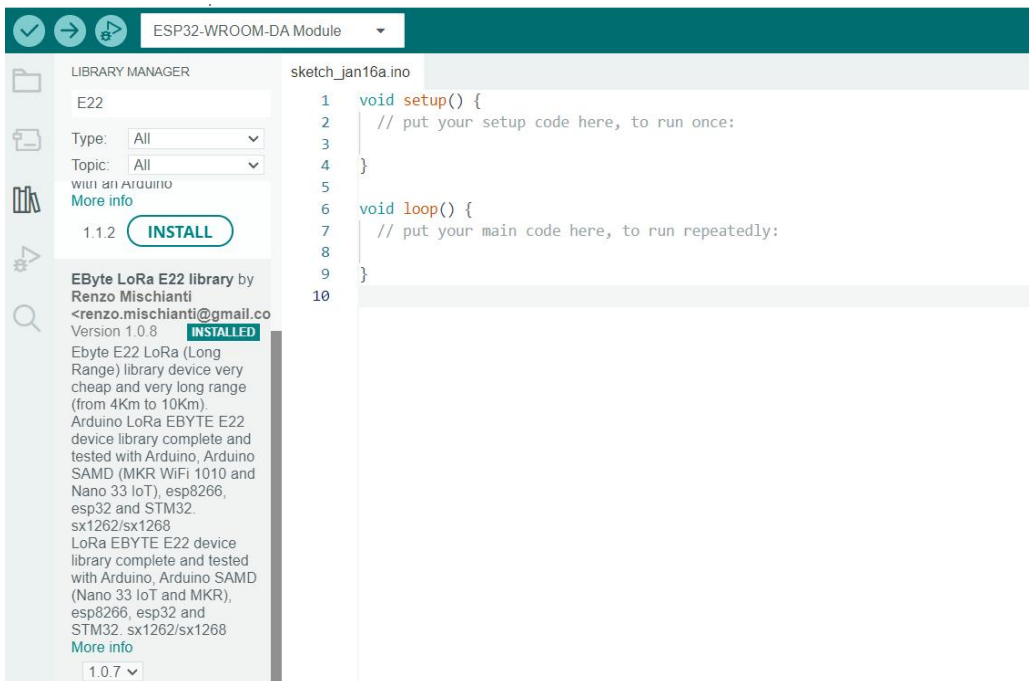 ESP32-WROOM-DA Module
LIBRARY MANAGER
E22
Type: All
Topic: All
with an Arduino
More info
1.1.2 INSTALL
EByte LoRa E22 library by
Renzo Mischianti
<renzo.mischianti@gmail.co
Version 1.0.8 INSTALLED
Ebyte E22 LoRa (Long
Range) library device very
cheap and very long range
(from 4Km to 10Km).
Arduino LoRa EBYTE E22
device library complete and
tested with Arduino, Arduino
SAMD (MKR WiFi 1010 and
Nano 33 IoT), esp8266,
esp32 and STM32.
sx1262/sx1268
LoRa EBYTE E22 device
library complete and tested
with Arduino, Arduino SAMD
(Nano 33 IoT and MKR),
esp8266, esp32 and
STM32. sx1262/sx1268
More info
1.0.7
sketch_jan16a.ino
1 void setup() {
2 // put your setup code here, to run once:
3
4 }
5
6 void loop() {
7 // put your main code here, to run repeatedly:
8
9 }
10